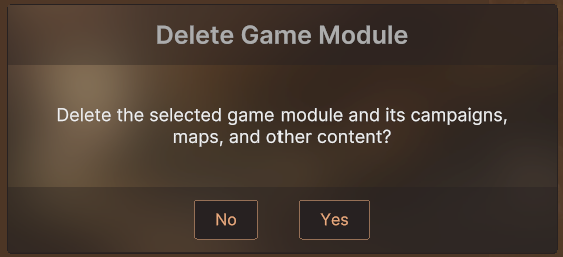 Delete Game Module
Delete the selected game module and its campaigns,
maps, and other content?
No
Yes